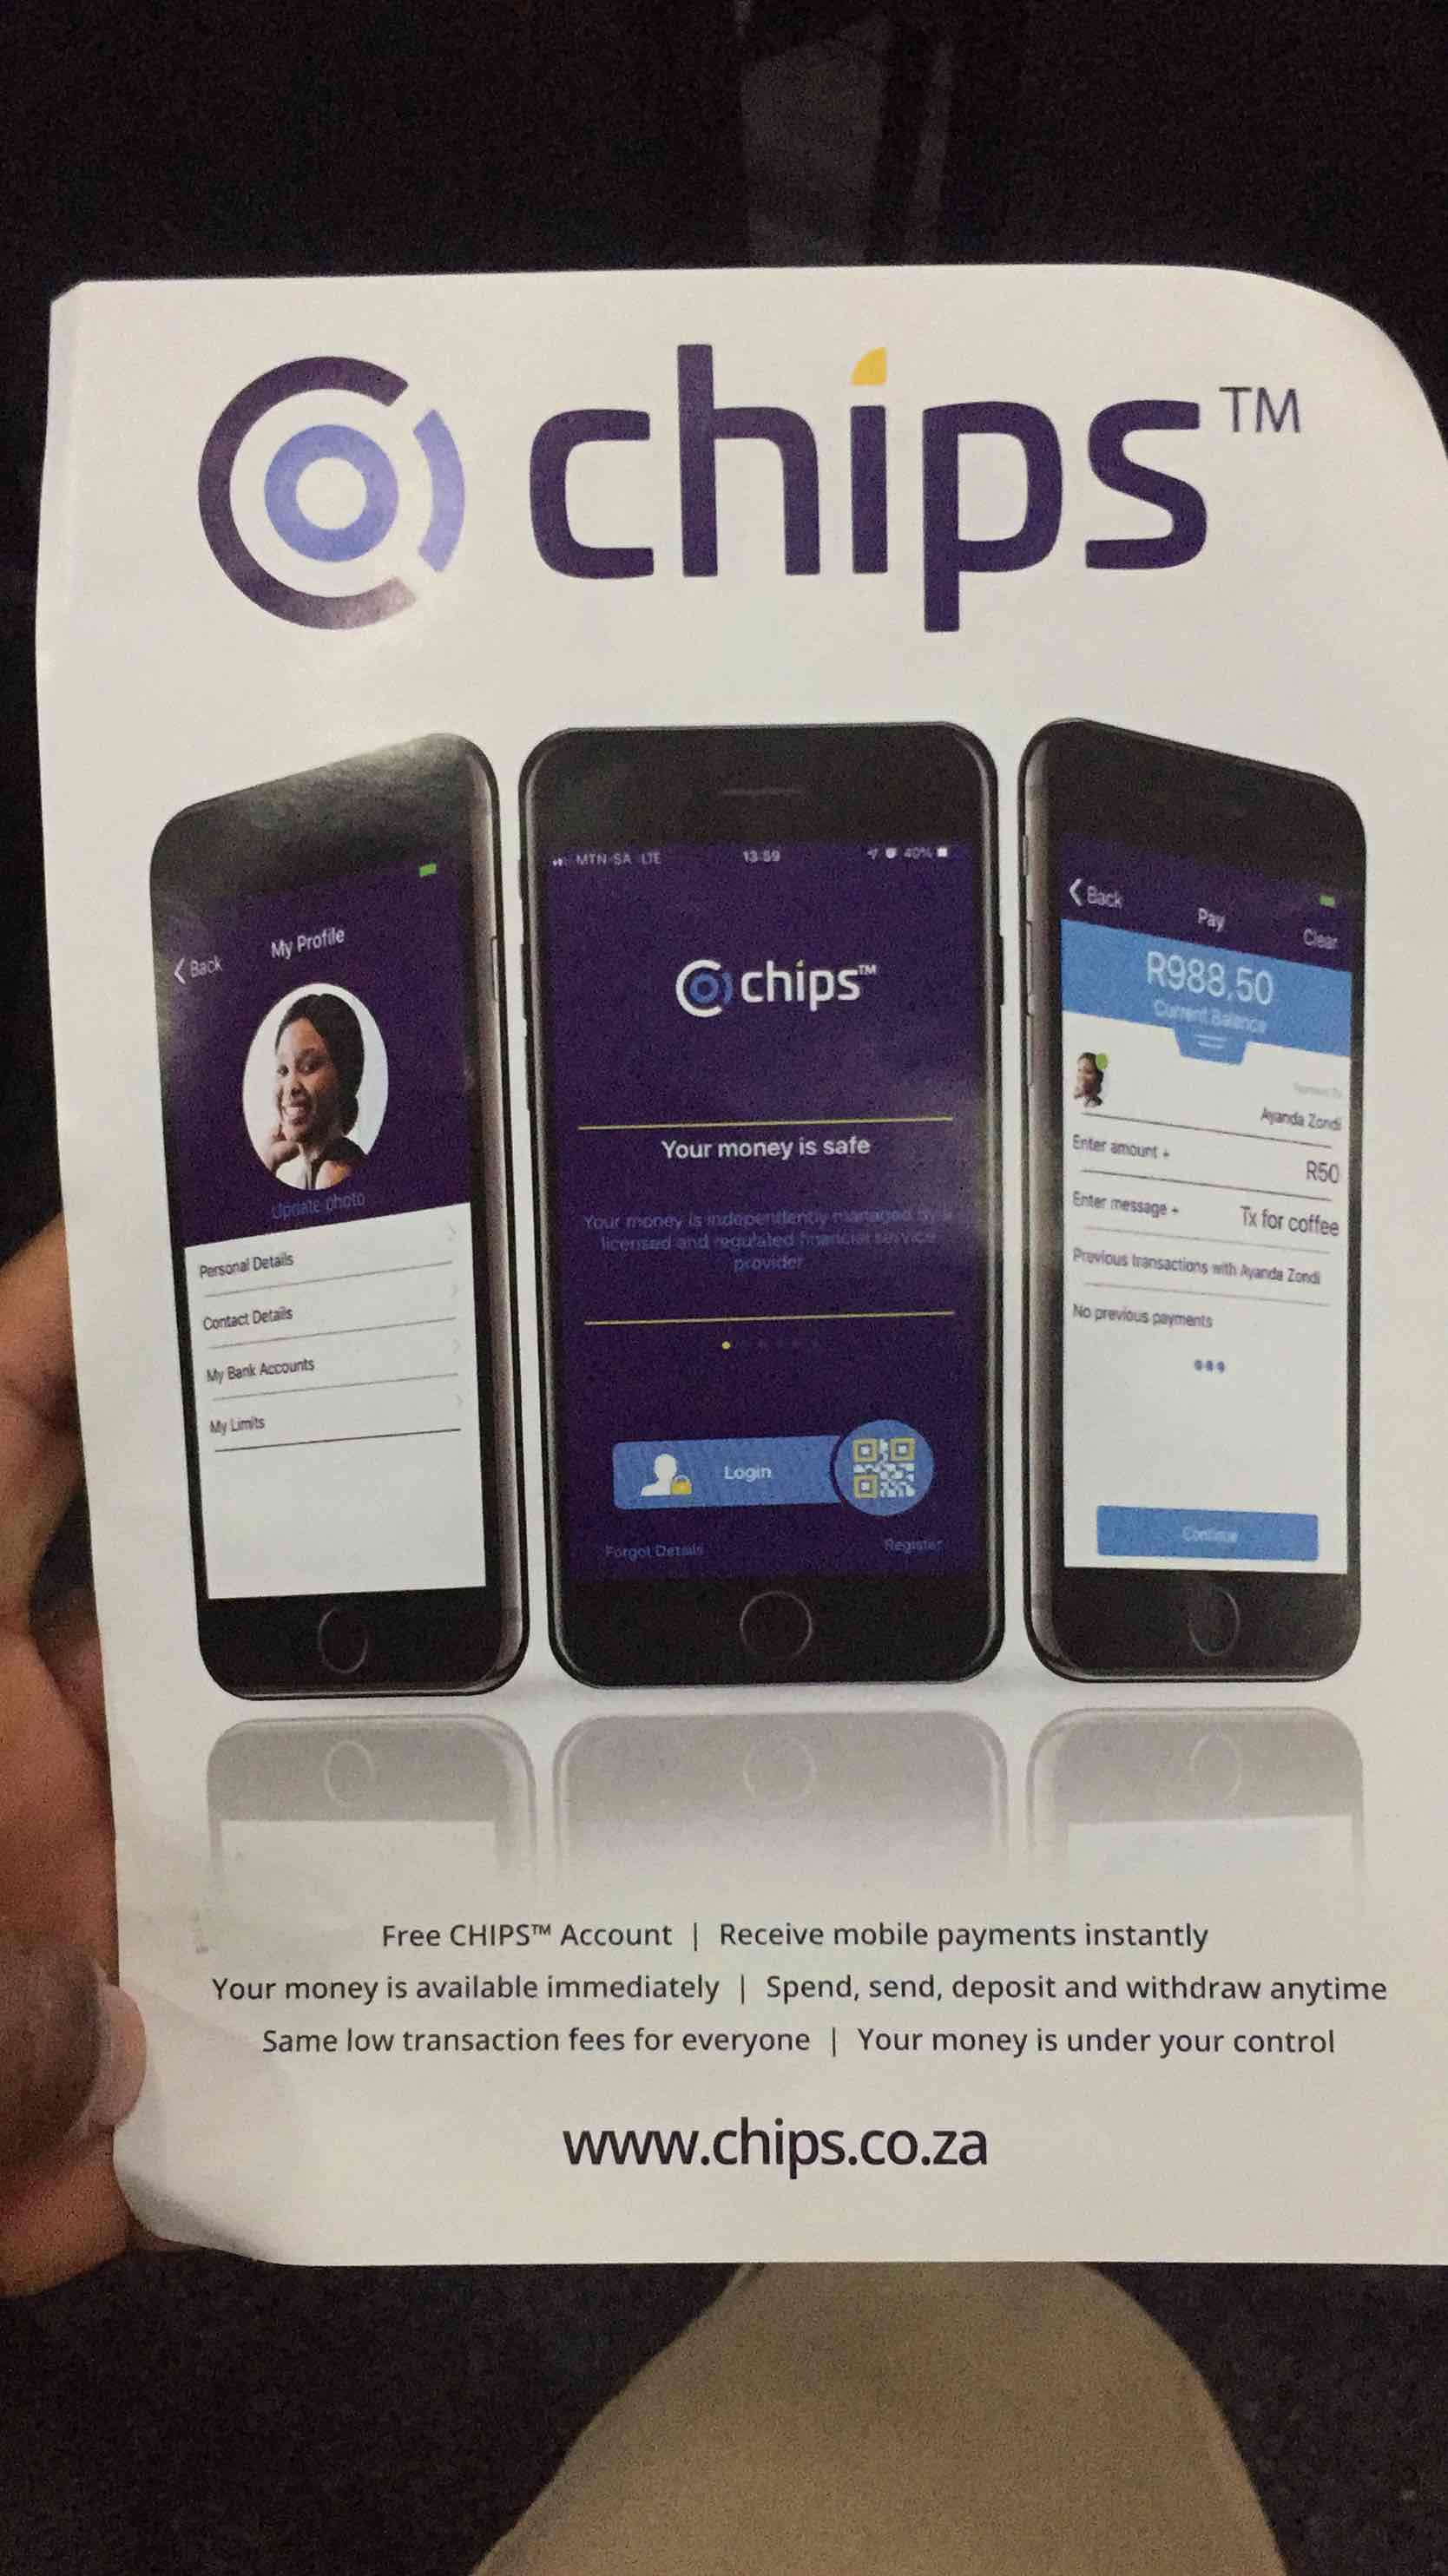 chips™
Back
My Profile
Update photo
Personal Details
Contact Details
My Bank Accounts
My Limits
MTN-SA LTE
13:59
40%
chips™
Your money is safe
Your money is independently managed by a
licensed and regulated financial service
provider
Login
Forgot Details
Register
Back
Pay
Clear
R988.50
Current Balance
Ayanda Zondi
Enter amount
R50
Enter message
Tx for coffee
Previous transactions with Ayanda Zondi
No previous payments
Continue
Free CHIPS™ Account | Receive mobile payments instantly
Your money is available immediately | Spend, send, deposit and withdraw anytime
Same low transaction fees for everyone | Your money is under your control
www.chips.co.za